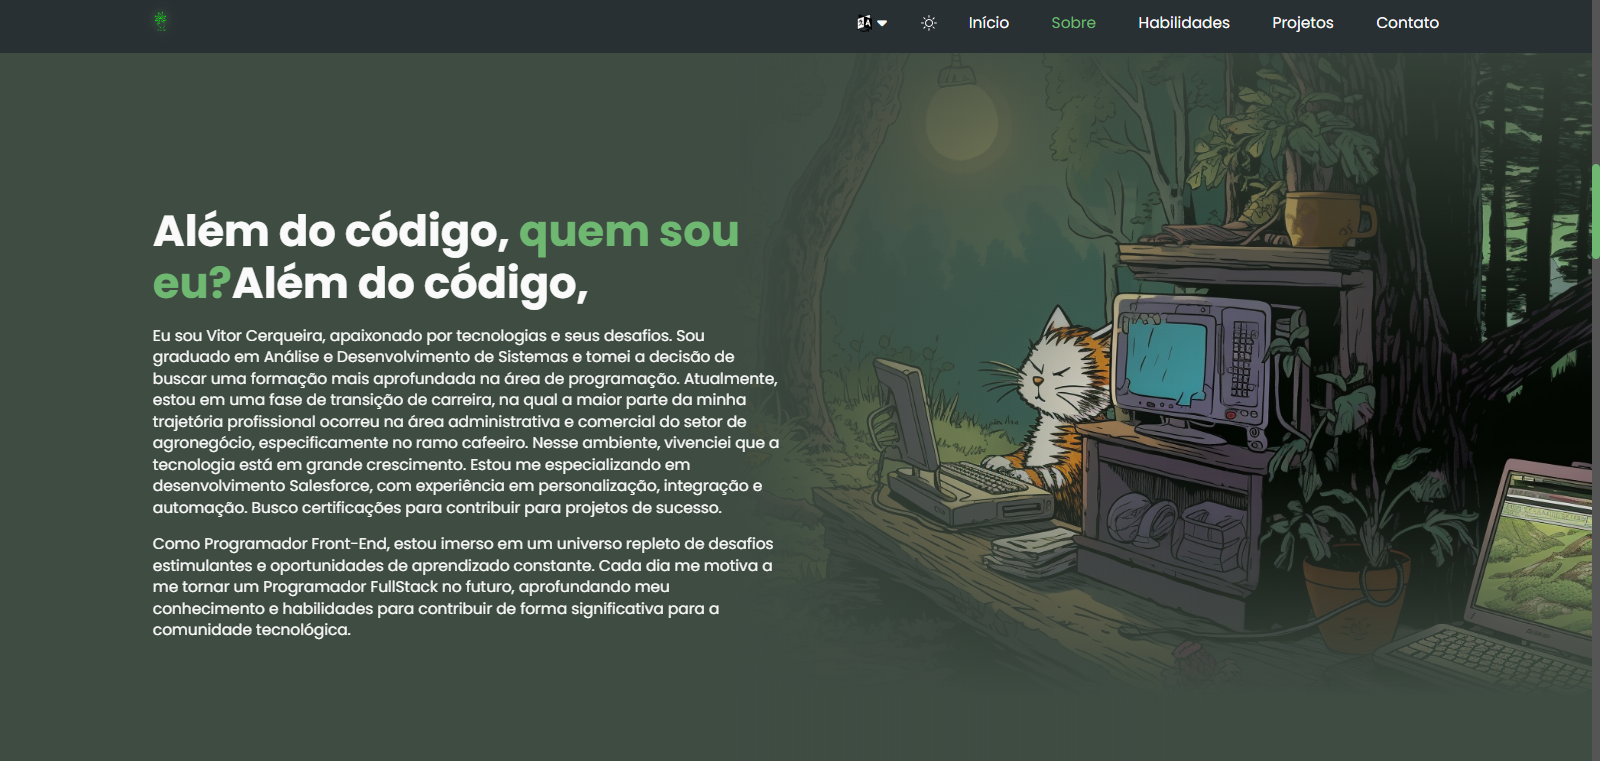 Início Sobre Habilidades Projetos Contato
Além do código, quem sou
eu?Além do código,
Eu sou Vitor Cerqueira, apaixonado por tecnologias e seus desafios. Sou
graduado em Análise e Desenvolvimento de Sistemas e tomei a decisão de
buscar uma formação mais aprofundada na área de programação. Atualmente,
estou em uma fase de transição de carreira, na qual a maior parte da minha
trajetória profissional ocorreu na área administrativa e comercial do setor de
agronegócio, especificamente no ramo cafeeiro. Nesse ambiente, vivenciei que a
tecnologia está em grande crescimento. Estou me especializando em
desenvolvimento Salesforce, com experiência em personalização, integração e
automação. Busco certificações para contribuir para projetos de sucesso.
Como Programador Front-End, estou imerso em um universo repleto de desafios
estimulantes e oportunidades de aprendizado constante. Cada dia me motiva a
me tornar um Programador FullStack no futuro, aprofundando meu
conhecimento e habilidades para contribuir de forma significativa para a
comunidade tecnológica.